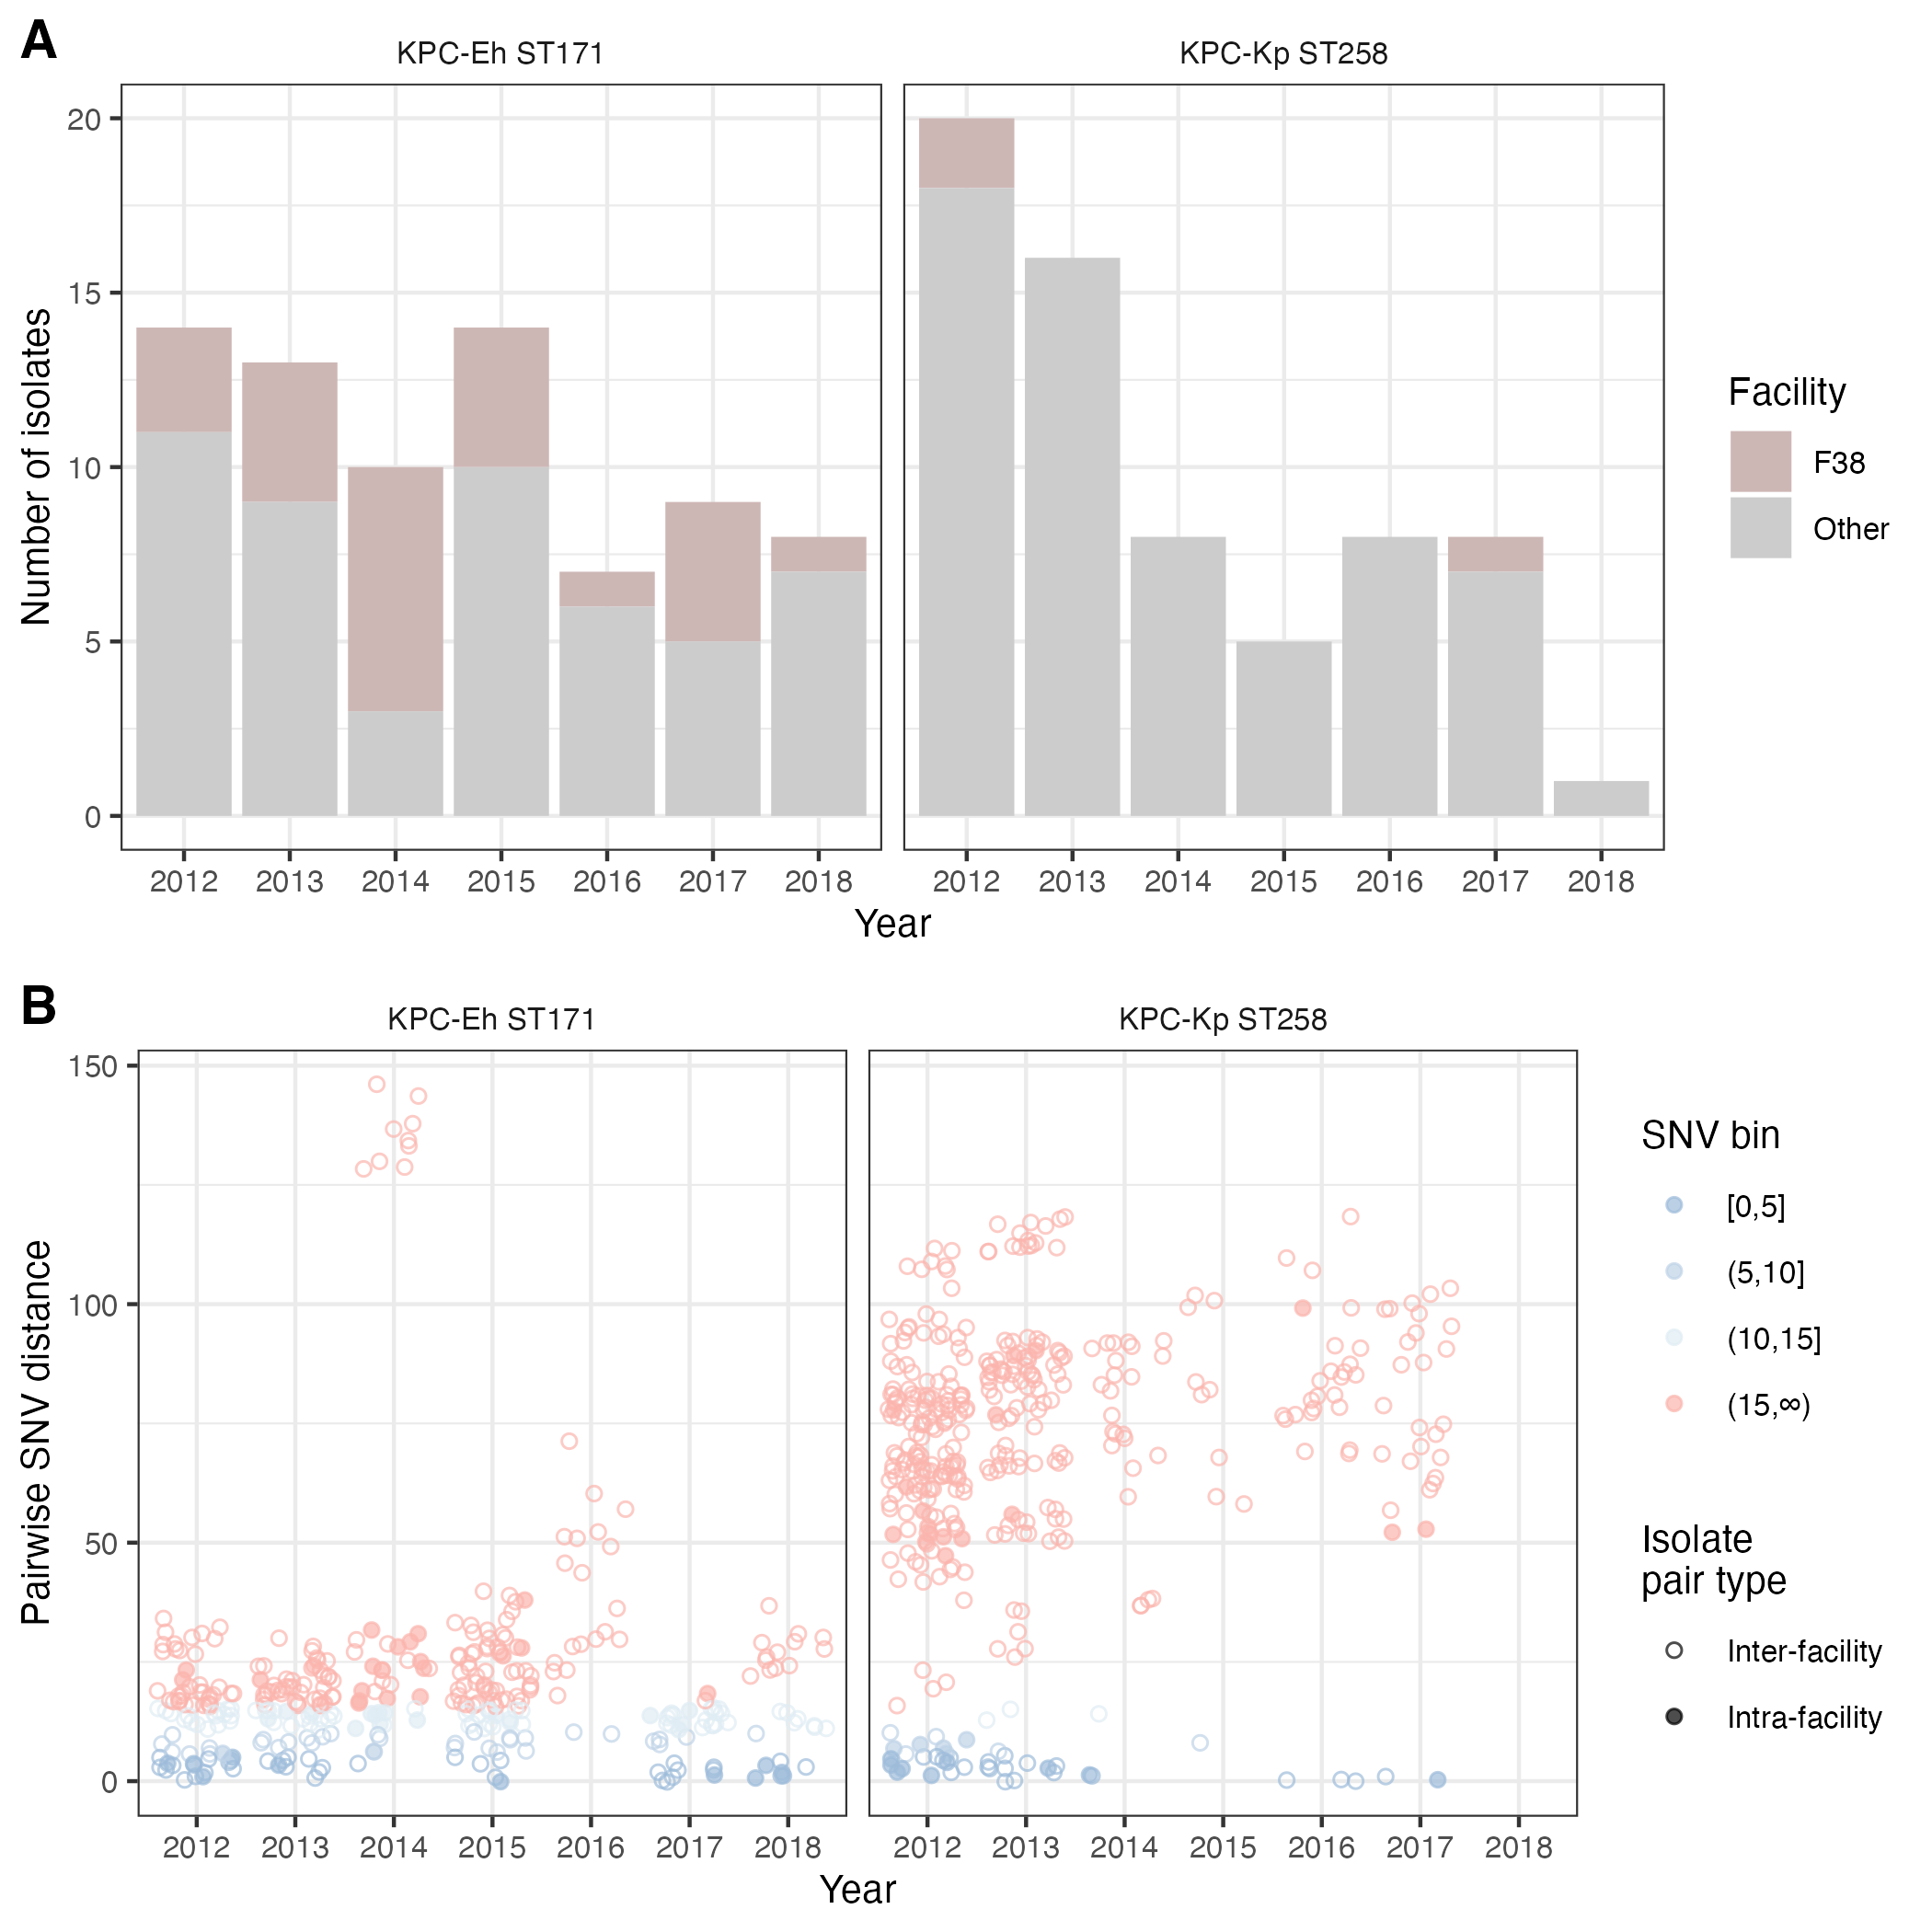 A
KPC-Eh ST171
KPC-Kp ST258
Number of isolates
20
15
10
5
0
2012 2013 2014 2015 2016 2017 2018
2012 2013 2014 2015 2016 2017 2018
Year
Facility
F38
Other
B
KPC-Eh ST171
KPC-Kp ST258
Pairwise SNV distance
150
100
50
0
2012 2013 2014 2015 2016 2017 2018
2012 2013 2014 2015 2016 2017 2018
Year
SNV bin
[0,5]
(5,10]
(10,15]
(15,∞)
Isolate
pair type
Inter-facility
Intra-facility